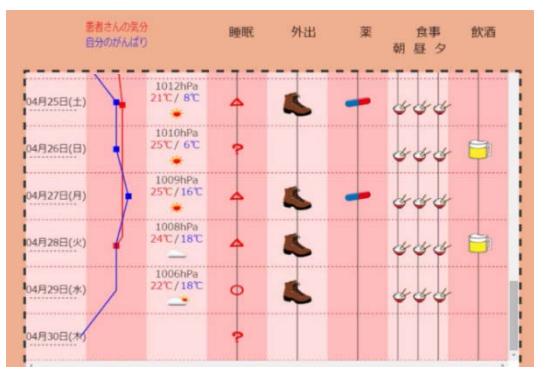 患者さんの気分
自分のがんばり
睡眠 外出 薬 食事 飲酒
朝 昼 夕
1012hPa
04月25日(土) 21℃/ 8℃
1010hPa
04月26日(日) 25℃/ 6℃ ?
1009hPa
04月27日(月) 25℃/16℃
1008hPa
04月28日(火) 24℃/18℃
1006hPa
04月29日(水) 22℃/18℃
04月30日(木) ?